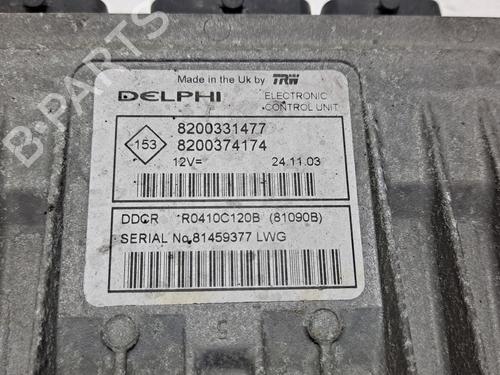 Made in the Uk by TRW
DELPHI
ELECTRONIC
CONTROL UNIT
153
8200331477
8200374174
12V=
24.11.03
DDCR R0410C120B (81090B)
SERIAL No.81459377 LWG
B-PARTS